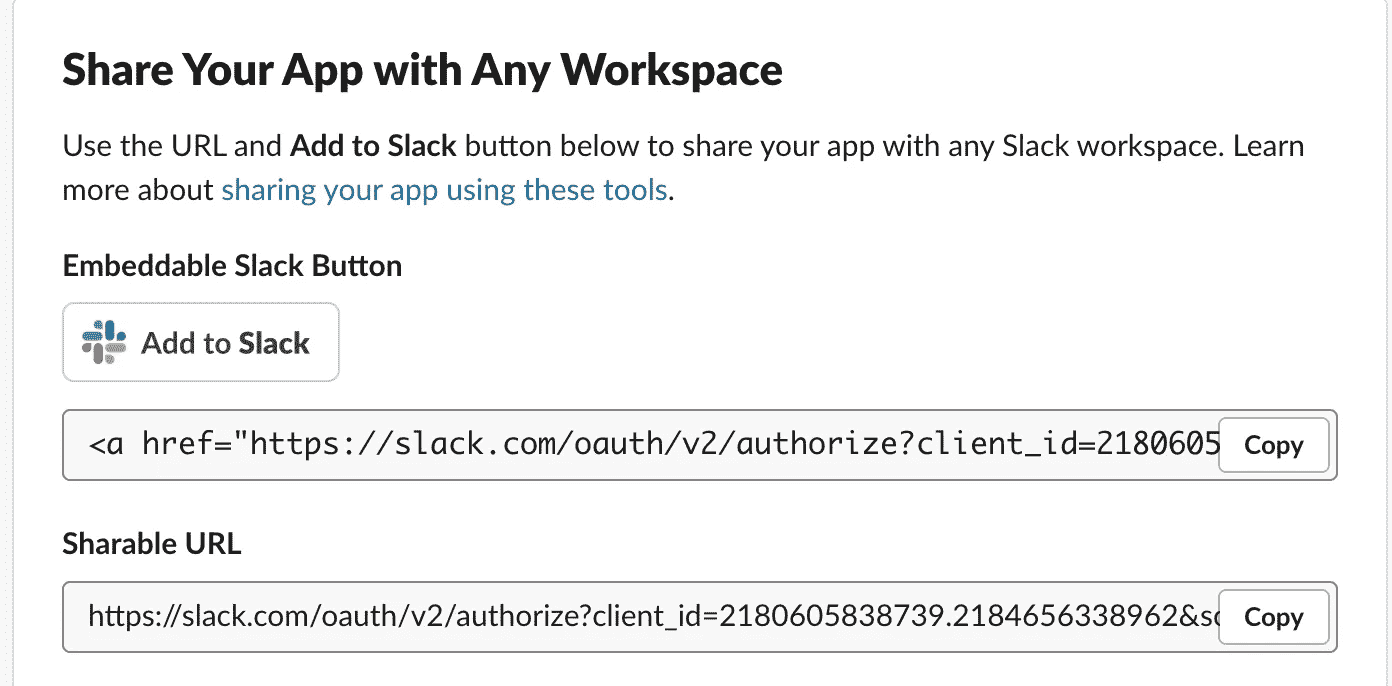 Share Your App with Any Workspace
Use the URL and Add to Slack button below to share your app with any Slack workspace. Learn
more about sharing your app using these tools.
Embeddable Slack Button
Add to Slack
<a href="https://slack.com/oauth/v2/authorize?client_id=2180605
Copy
Sharable URL
https://slack.com/oauth/v2/authorize?client_id=2180605838739.2184656338962&sc
Copy